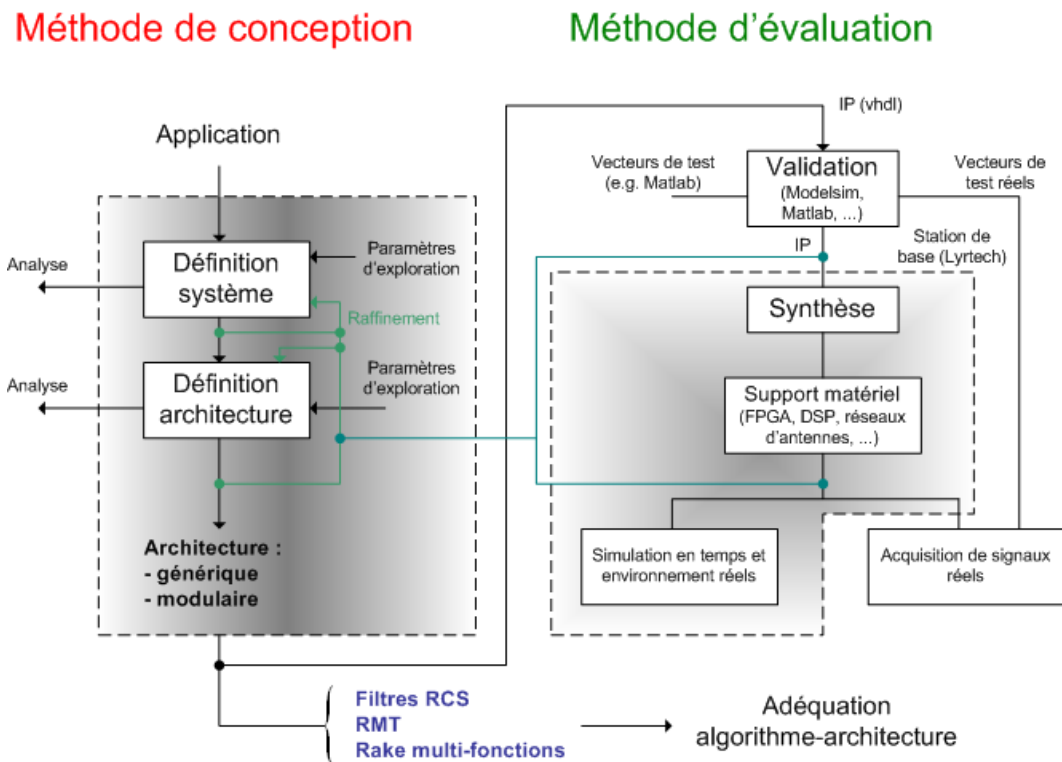 Méthode de conception
Méthode d'évaluation
Application
Définition
système
Analyse
Paramètres
d'exploration
Raffinement
Définition
architecture
Analyse
Paramètres
d'exploration
Architecture :
- générique
- modulaire
IP (vhdl)
Vecteurs de test
(e.g. Matlab)
Validation
(Modelsim,
Matlab, ...)
Vecteurs de
test réels
IP
Station de
base (Lyrtech)
Synthèse
Support matériel
(FPGA, DSP, réseaux
d'antennes, ...)
Simulation en temps et
environnement réels
Acquisition de signaux
réels
Filtres RCS
RMT
Rake multi-fonctions
Adéquation
algorithme-architecture